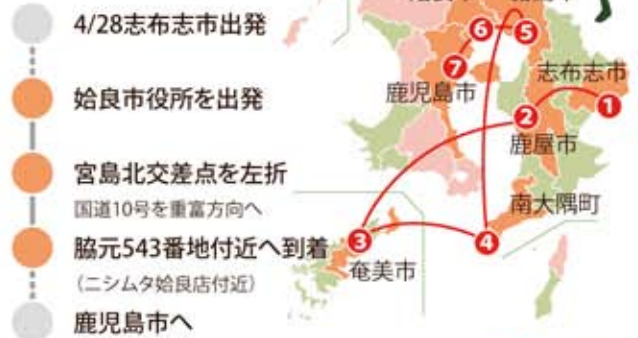 4/28志布志市出発
姶良市役所を出発
宮島北交差点を左折
国道10号を重富方向へ
脇元543番地付近へ到着
（ニシムタ姶良店付近）
鹿児島市へ
6
5
7
鹿児島市
志布志市
1
2
鹿屋市
南大隅町
3
4
奄美市